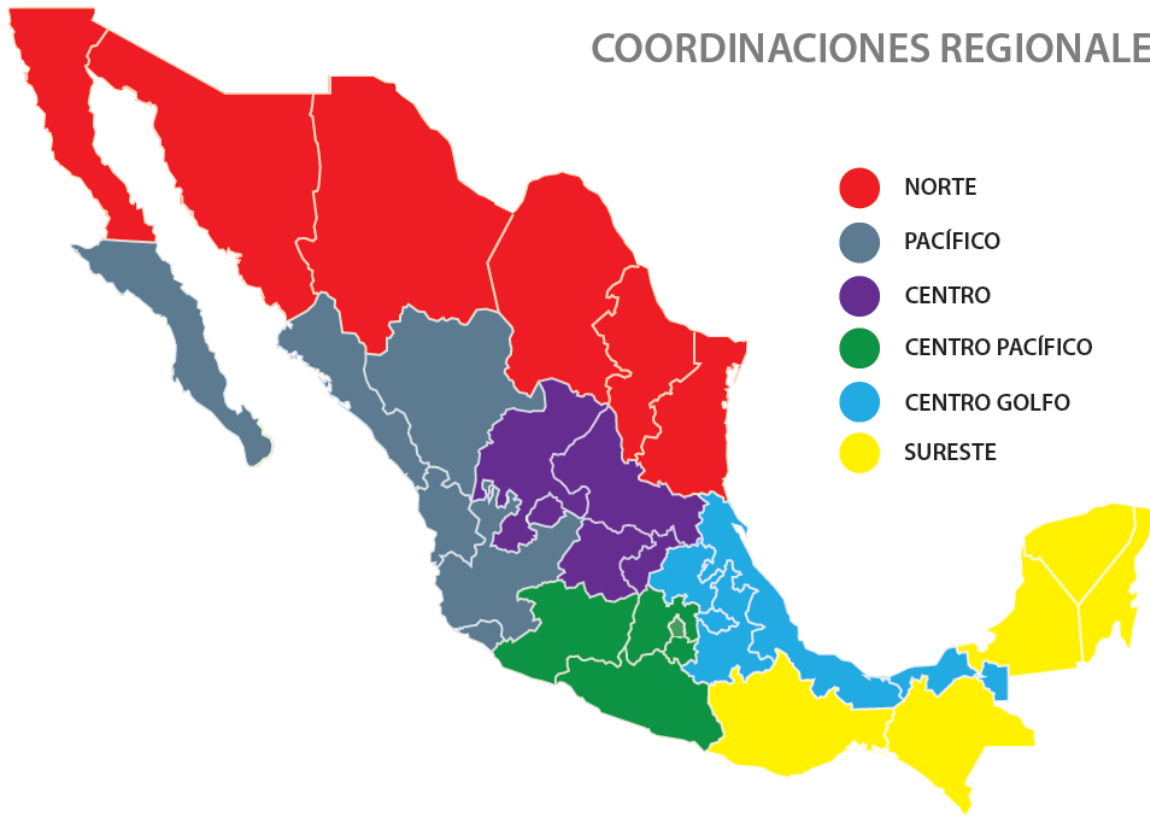 COORDINACIONES REGIONALE
NORTE
PACÍFICO
CENTRO
CENTRO PACÍFICO
CENTRO GOLFO
SURESTE